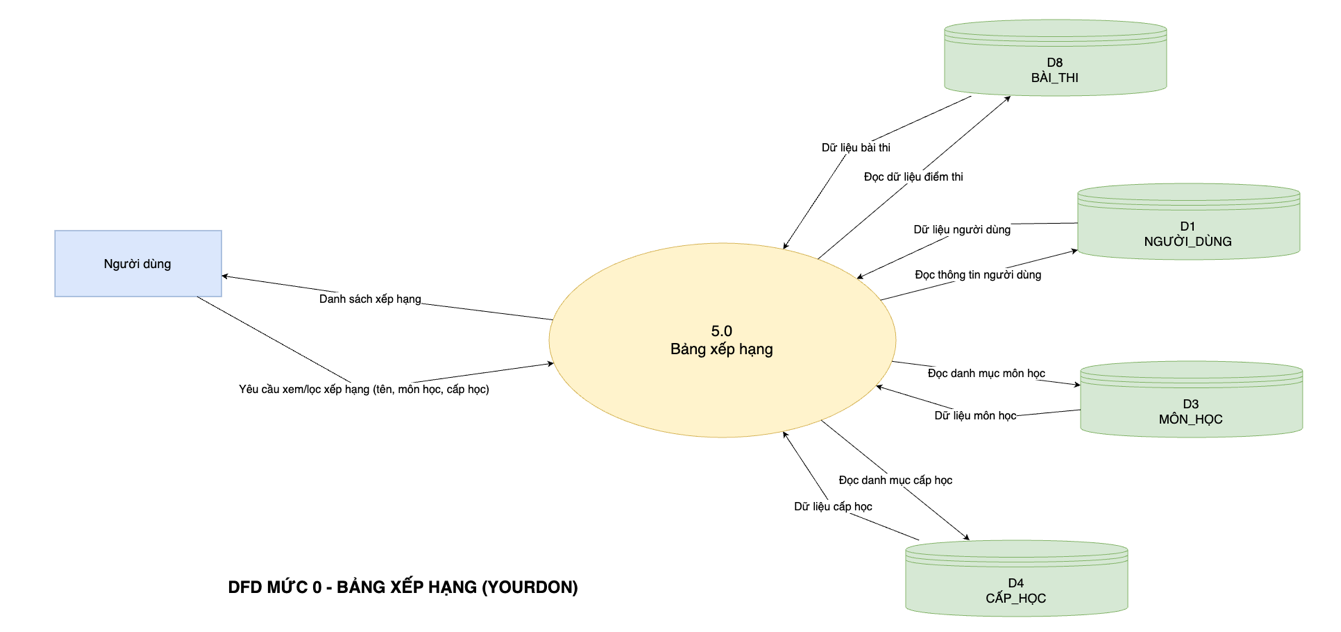 D8
BÀI_THI
Dữ liệu bài thi
Đọc dữ liệu điểm thi
D1
NGƯỜI_DÙNG
Dữ liệu người dùng
Đọc thông tin người dùng
Người dùng
Danh sách xếp hạng
5.0
Bảng xếp hạng
Yêu cầu xem/lọc xếp hạng (tên, môn học, cấp học)
Đọc danh mục môn học
D3
MÔN_HỌC
Dữ liệu môn học
Đọc danh mục cấp học
Dữ liệu cấp học
D4
CẤP_HỌC
DFD MỨC 0 - BẢNG XẾP HẠNG (YOURDON)